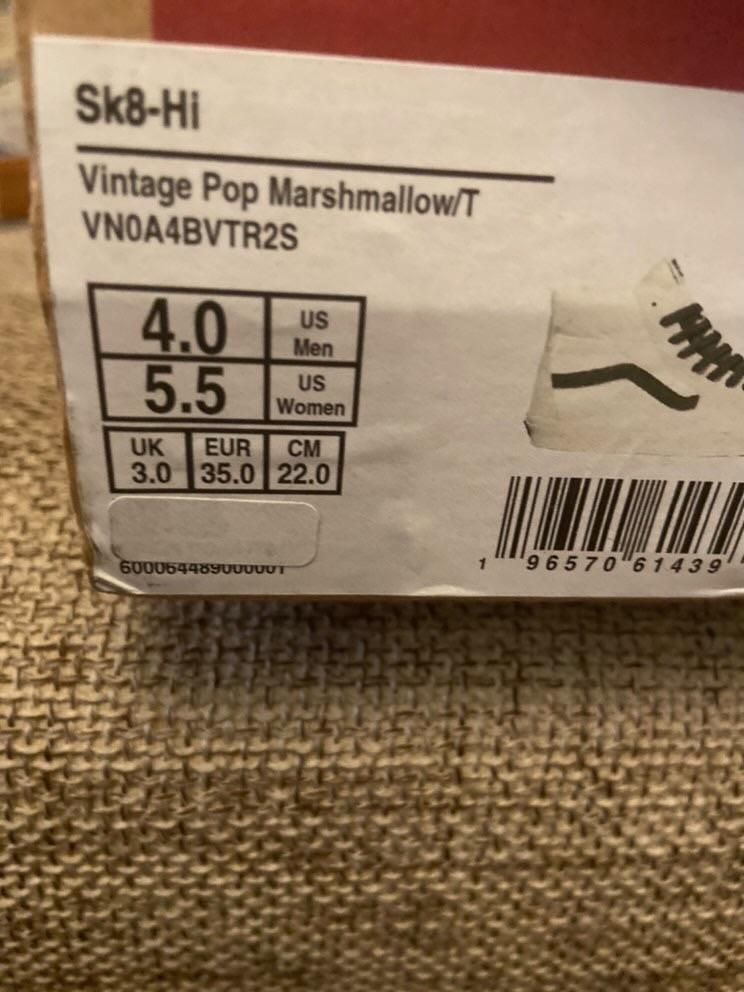 Sk8-Hi
Vintage Pop Marshmallow/T
VN0A4BVTR2S
4.0 US Men
5.5 US Women
UK EUR CM
3.0 35.0 22.0
600064489000001
1 96570 61439